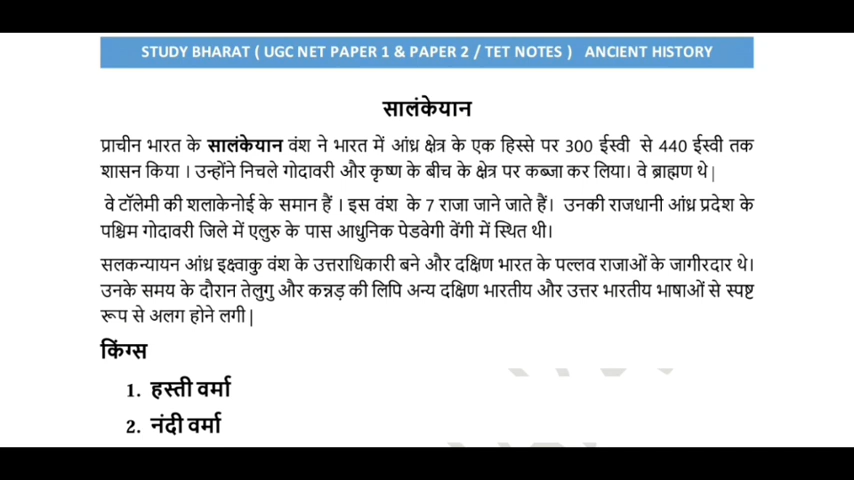 STUDY BHARAT ( UGC NET PAPER 1 & PAPER 2 / TET NOTES ) ANCIENT HISTORY
सालंकेयान
प्राचीन भारत के सालंकेयान वंश ने भारत में आंध्र क्षेत्र के एक हिस्से पर 300 ईस्वी से 440 ईस्वी तक
शासन किया । उन्होंने निचले गोदावरी और कृष्ण के बीच के क्षेत्र पर कब्जा कर लिया। वे ब्राह्मण थे |
वे टॉलेमी की शलाकेनोई के समान हैं । इस वंश के 7 राजा जाने जाते हैं। उनकी राजधानी आंध्र प्रदेश के
पश्चिम गोदावरी जिले में एलुरु के पास आधुनिक पेडवेगी वेंगी में स्थित थी।
सलकन्यायन आंध्र इक्ष्वाकु वंश के उत्तराधिकारी बने और दक्षिण भारत के पल्लव राजाओं के जागीरदार थे।
उनके समय के दौरान तेलुगु और कन्नड़ की लिपि अन्य दक्षिण भारतीय और उत्तर भारतीय भाषाओं से स्पष्ट
रूप से अलग होने लगी |
किंग्स
1. हस्ती वर्मा
2. नंदी वर्मा